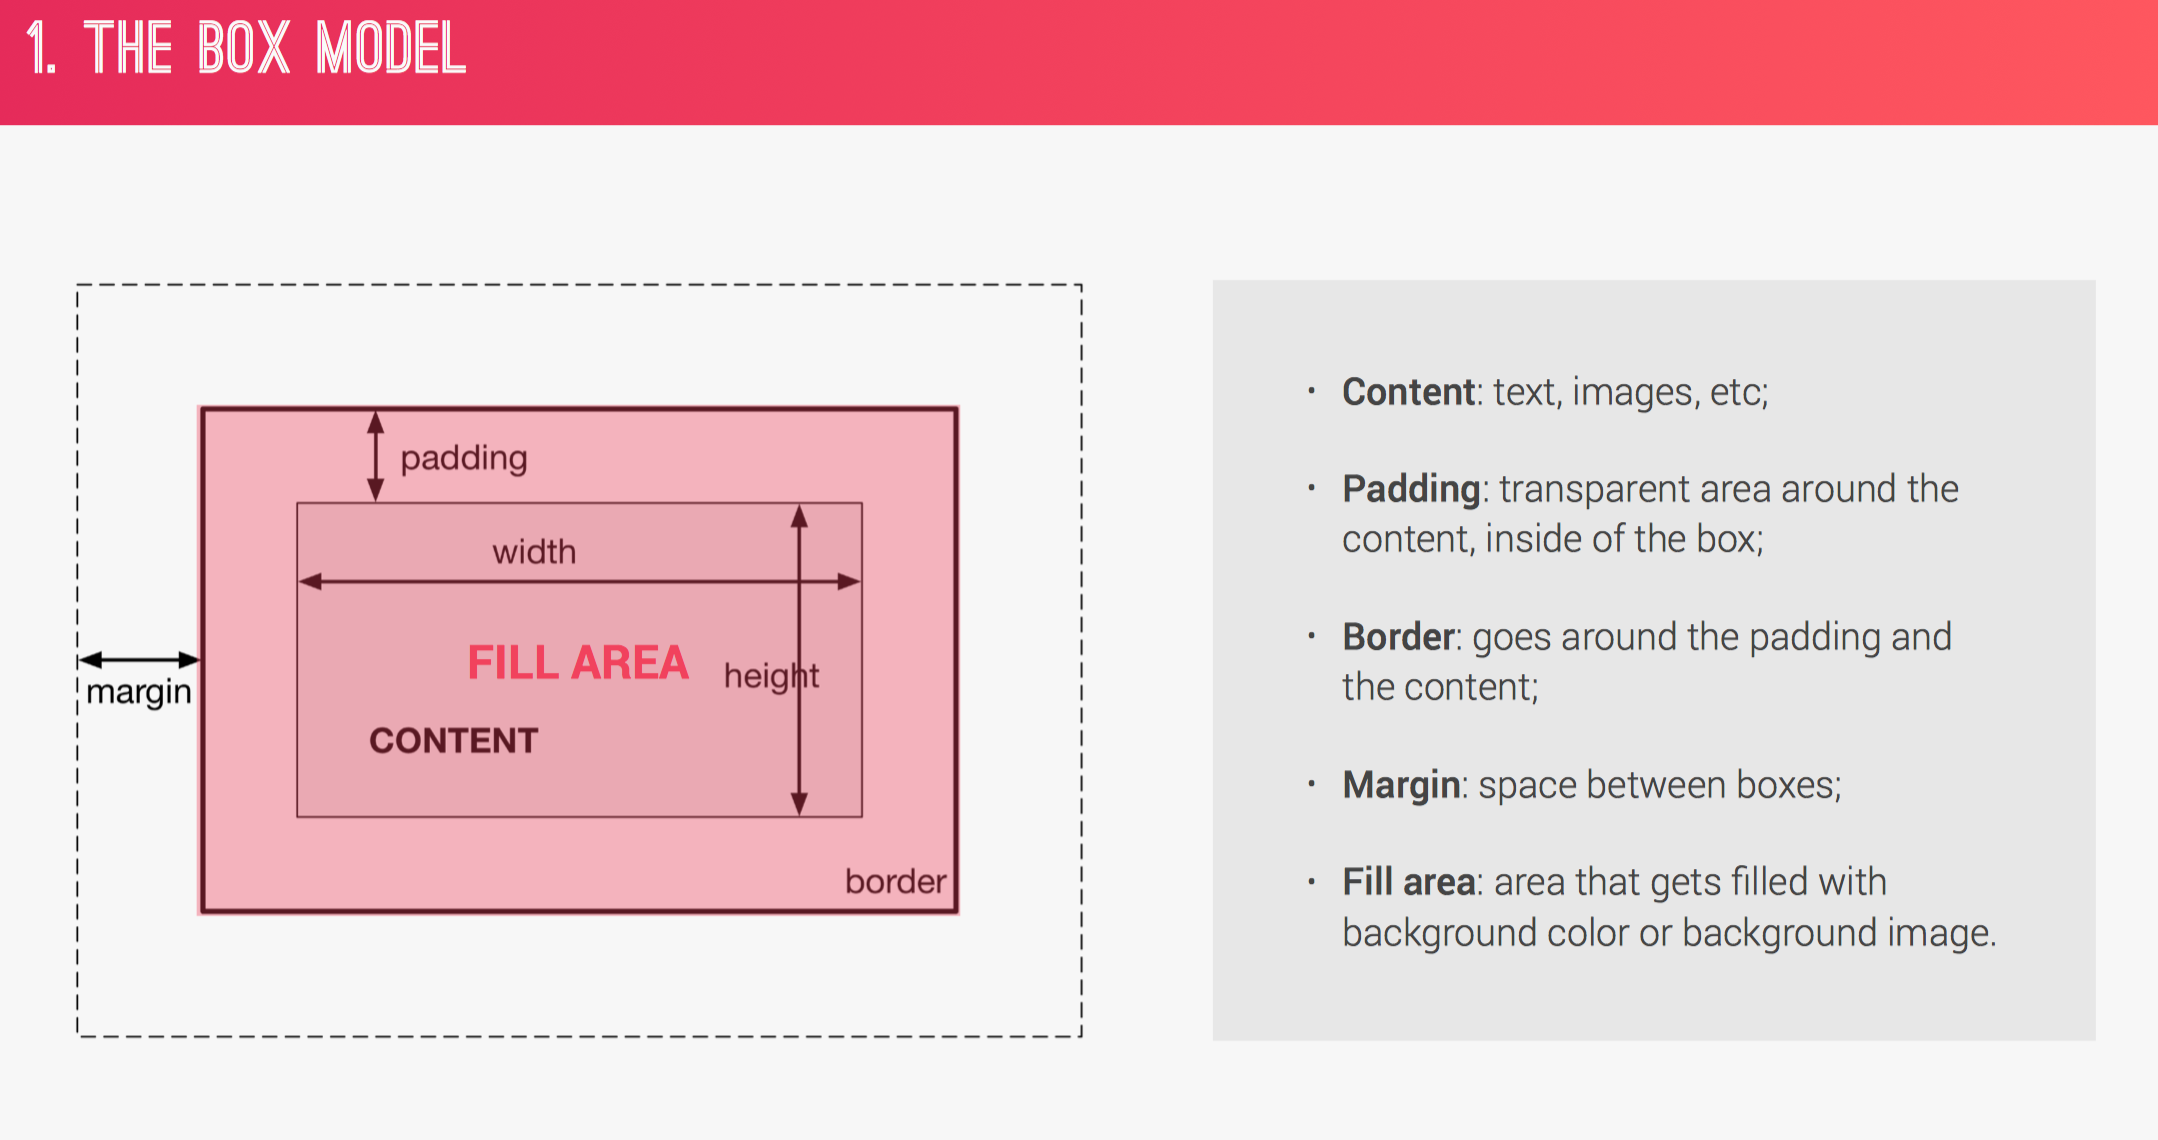 1. THE BOX MODEL
padding
width
FILL AREA
height
margin
CONTENT
border
• Content: text, images, etc;
• Padding: transparent area around the
content, inside of the box;
• Border: goes around the padding and
the content;
• Margin: space between boxes;
• Fill area: area that gets filled with
background color or background image.